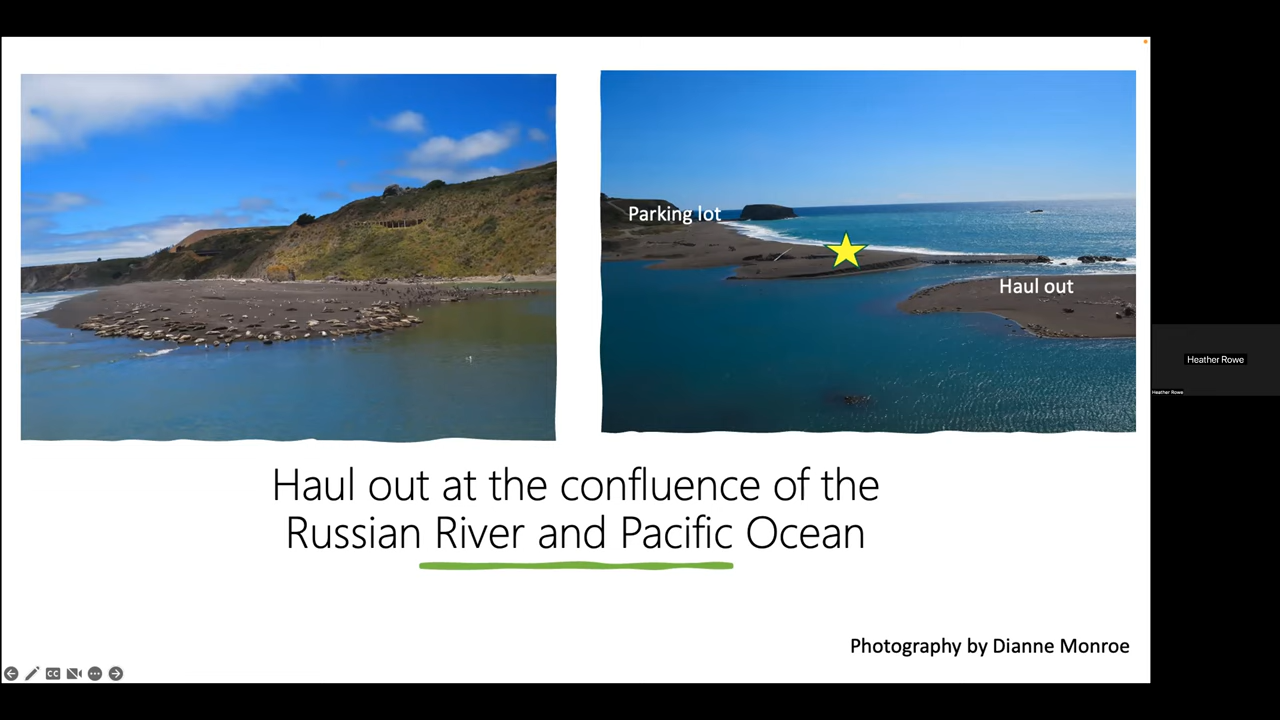 Parking lot
Haul out
Haul out at the confluence of the
Russian River and Pacific Ocean
Photography by Dianne Monroe
CC
Heather Rowe
Heather Rowe